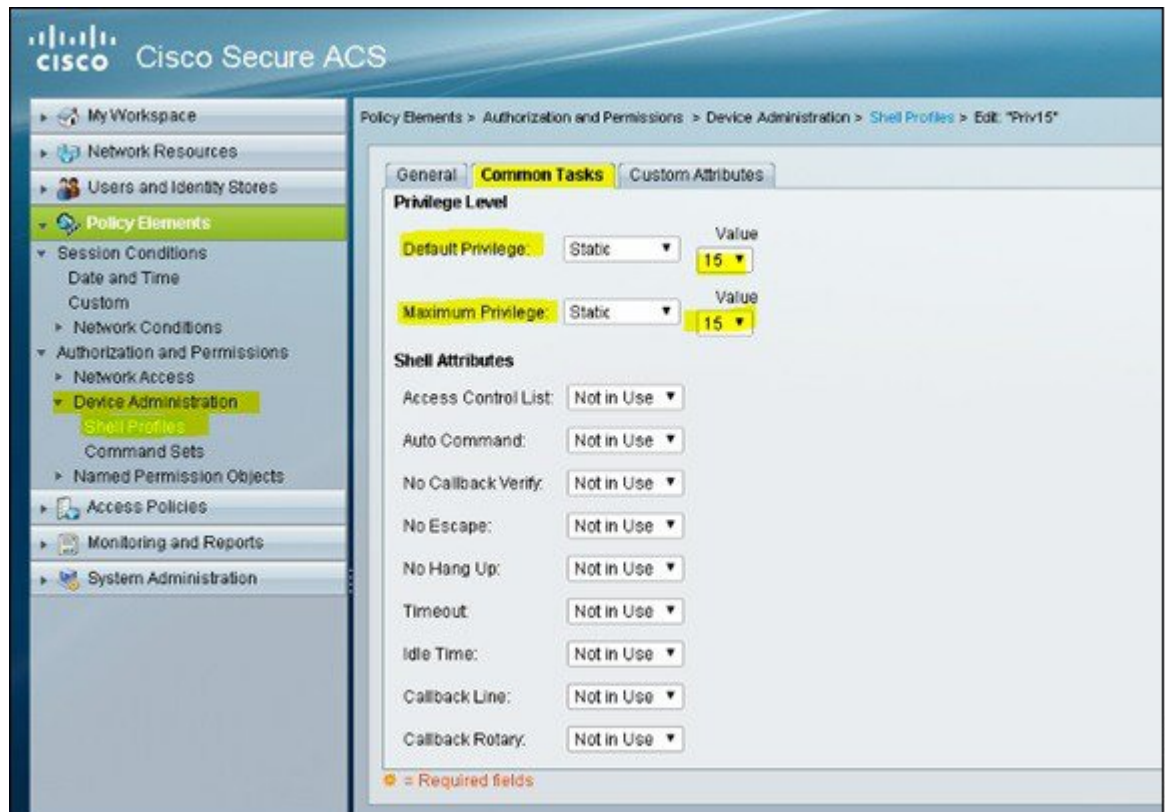 CISCO Cisco Secure ACS
My Workspace
Network Resources
Users and Identity Stores
Policy Elements
Session Conditions
Date and Time
Custom
Network Conditions
Authorization and Permissions
Network Access
Device Administration
Shell Profiles
Command Sets
Named Permission Objects
Access Policies
Monitoring and Reports
System Administration
Policy Elements > Authorization and Permissions > Device Administration > Shell Profiles > Edit: "Priv15"
General Common Tasks Custom Attributes
Privilege Level
Value
Default Privilege: Static 15
Value
Maximum Privilege: Static 15
Shell Attributes
Access Control List: Not in Use
Auto Command: Not in Use
No Callback Verify: Not in Use
No Escape: Not in Use
No Hang Up: Not in Use
Timeout: Not in Use
Idle Time: Not in Use
Callback Line: Not in Use
Callback Rotary: Not in Use
= Required fields